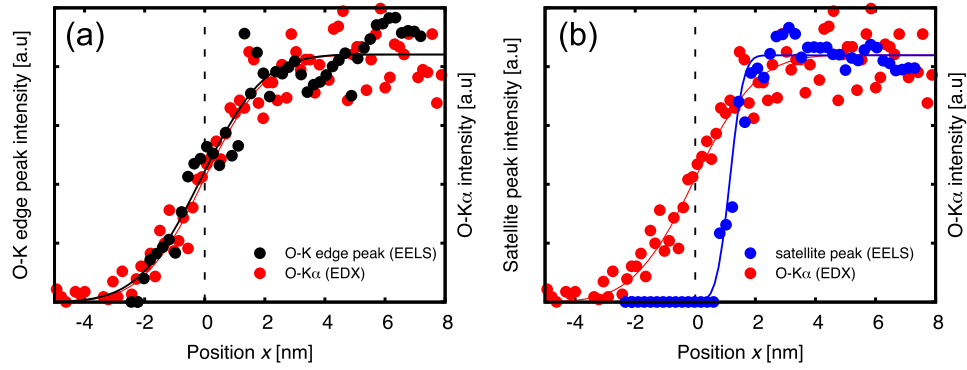 (a)
O-K edge peak intensity [a.u]
O-Kα intensity [a.u]
O-K edge peak (EELS)
O-Kα (EDX)
-4 -2 0 2 4 6 8
Position x [nm]
(b)
Satellite peak intensity [a.u]
O-Kα intensity [a.u]
satellite peak (EELS)
O-Kα (EDX)
-4 -2 0 2 4 6 8
Position x [nm]